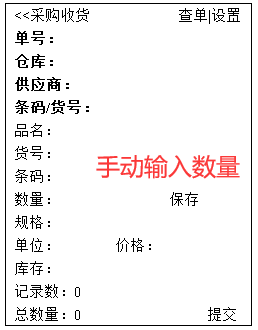 <<采购收货 查单|设置
单号：
仓库：
供应商：
条码/货号：
品名：
货号：
条码： 手动输入数量
数量： 保存
规格：
单位： 价格：
库存：
记录数：0
总数量：0 提交